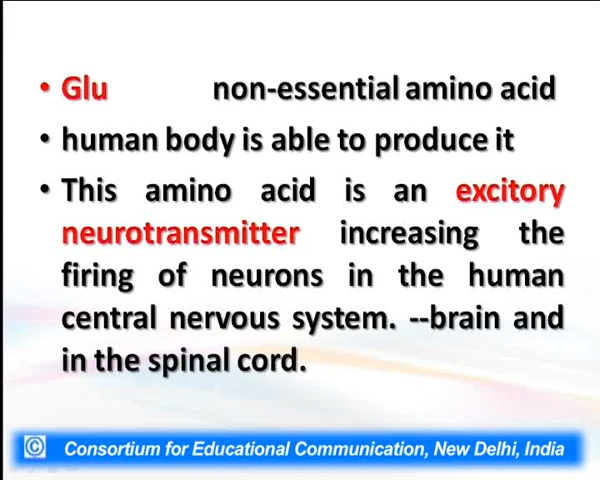 • Glu non-essential amino acid
• human body is able to produce it
• This amino acid is an excitory
neurotransmitter increasing the
firing of neurons in the human
central nervous system. --brain and
in the spinal cord.
© Consortium for Educational Communication, New Delhi, India